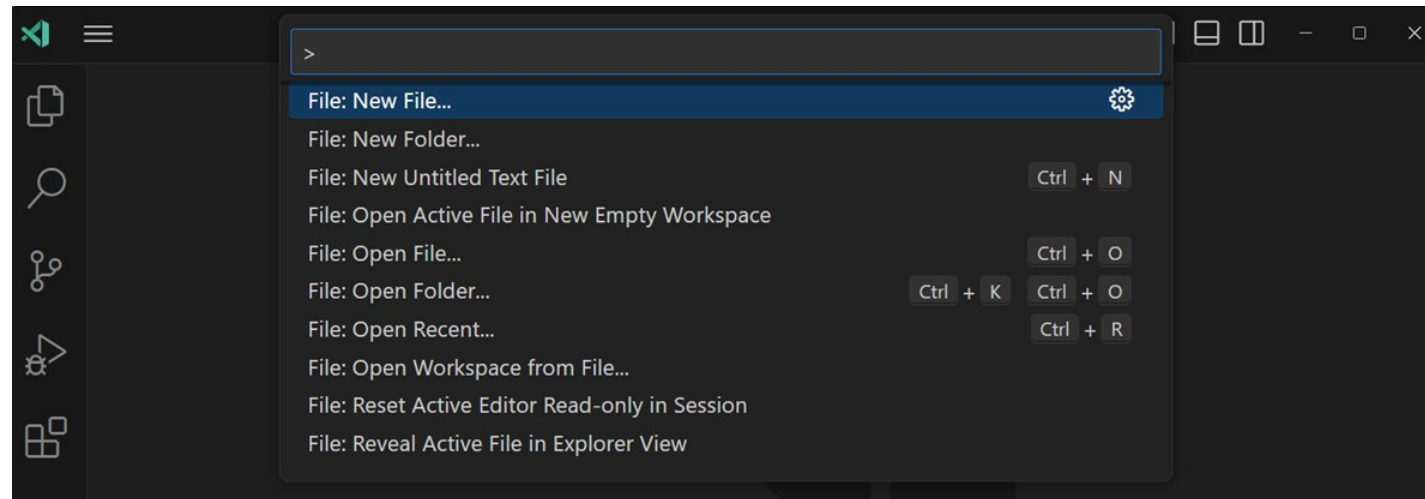 >
File: New File...
File: New Folder...
File: New Untitled Text File Ctrl + N
File: Open Active File in New Empty Workspace
File: Open File... Ctrl + O
File: Open Folder... Ctrl + K Ctrl + O
File: Open Recent... Ctrl + R
File: Open Workspace from File...
File: Reset Active Editor Read-only in Session
File: Reveal Active File in Explorer View